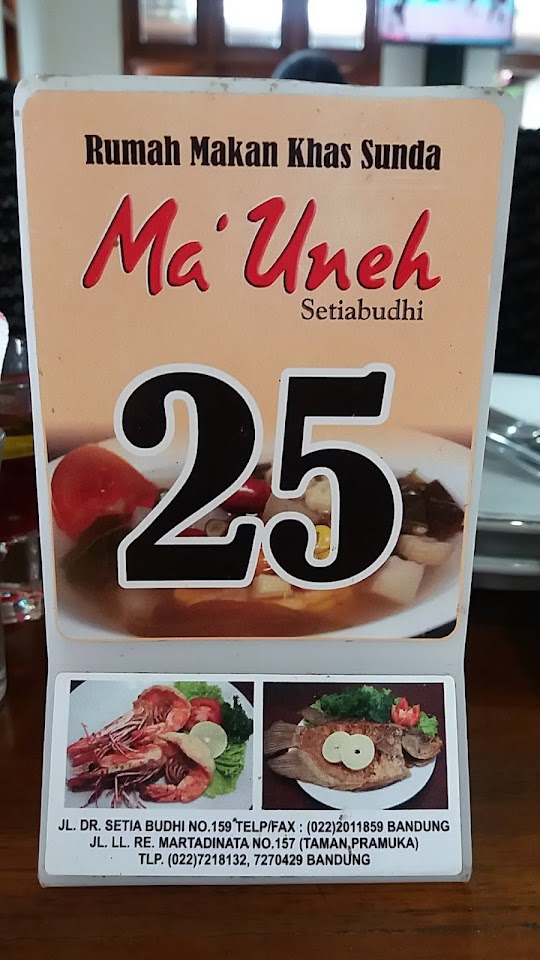 Rumah Makan Khas Sunda
Ma' Uneh
Setiabudhi
25
JL. DR. SETIA BUDHI NO.159 TELP/FAX : (022)2011859 BANDUNG
JL. LL. RE. MARTADINATA NO.157 (TAMAN PRAMUKA)
TLP. (022)7218132, 7270429 BANDUNG